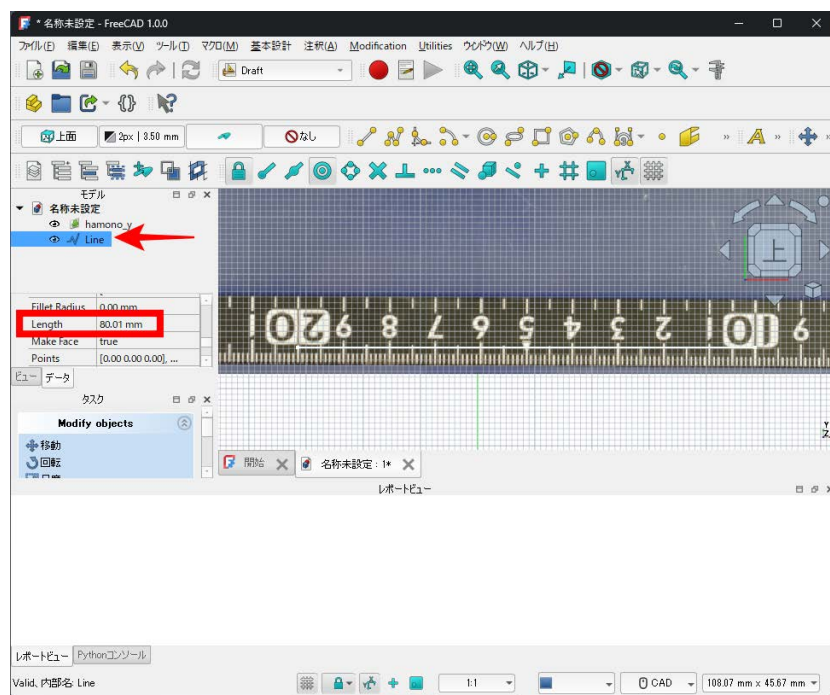 * 名称未設定 - FreeCAD 1.0.0
ファイル(F) 編集(E) 表示(V) ツール(T) マクロ(M) 基本設計 注釈(A) Modification Utilities ウィンドウ(W) ヘルプ(H)
Draft
上面 2px | 3.50 mm なし
モデル
名称未設定
hamono_y
Line
Fillet Radius 0.00 mm
Length 80.01 mm
Make Face true
Points [0.00 0.00 0.00], ...
ビュー データ
タスク
Modify objects
移動
回転
上
開始 名称未設定 : 1*
レポートビュー
レポートビュー Pythonコンソール
Valid, 内部名: Line 1:1 CAD 108.07 mm x 45.67 mm